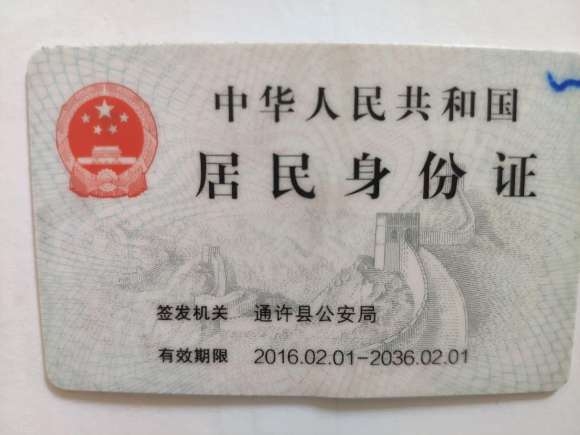 中华人民共和国
居民身份证
签发机关 通许县公安局
有效期限 2016.02.01-2036.02.01